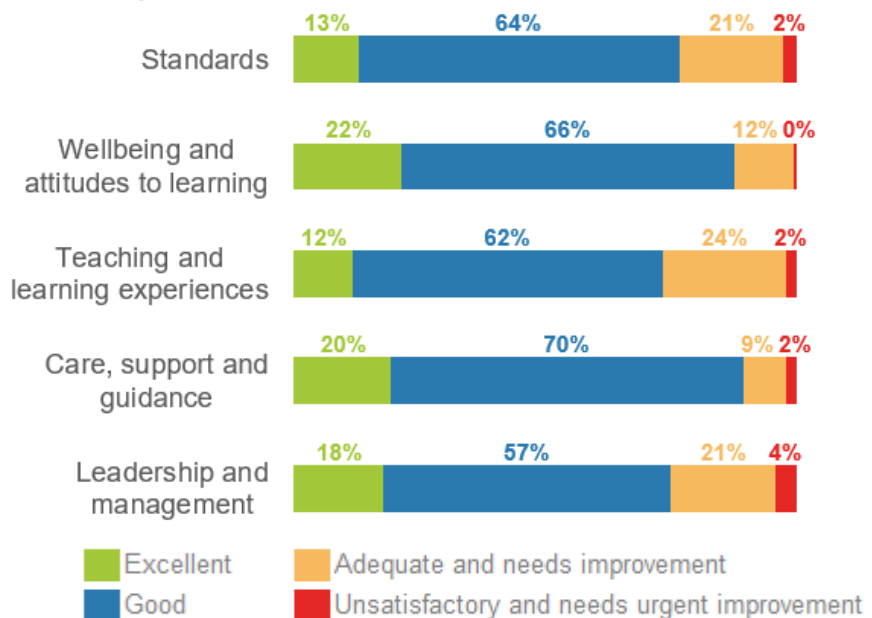 13% 64% 21% 2%
Standards
22% 66% 12% 0%
Wellbeing and
attitudes to learning
12% 62% 24% 2%
Teaching and
learning experiences
20% 70% 9% 2%
Care, support and
guidance
18% 57% 21% 4%
Leadership and
management
Excellent Adequate and needs improvement
Good Unsatisfactory and needs urgent improvement